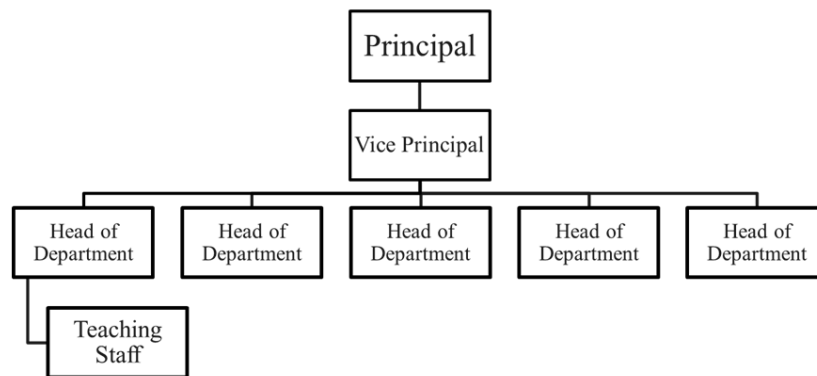 Principal
Vice Principal
Head of
Department
Head of
Department
Head of
Department
Head of
Department
Head of
Department
Teaching
Staff